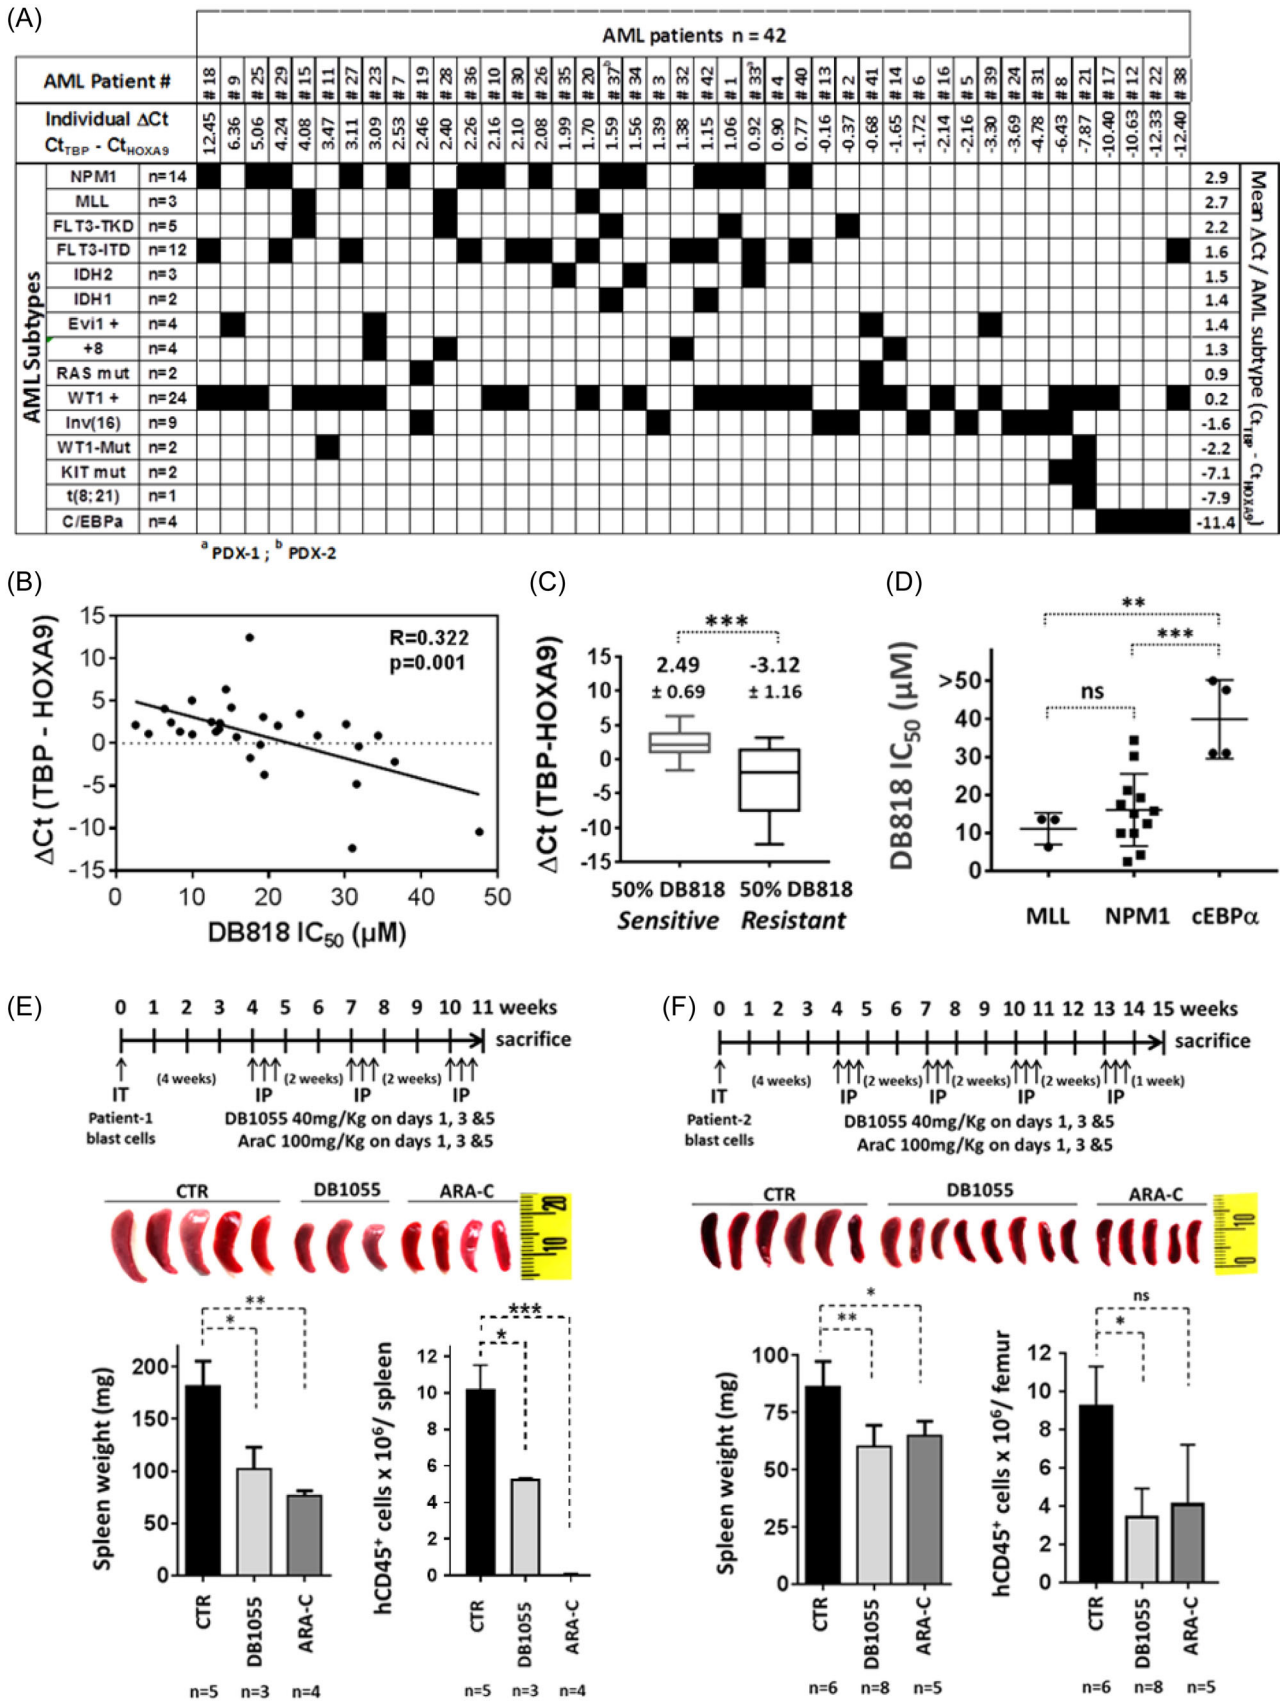 (A)
AML patients n = 42
AML Patient # # 18 # 9 # 25 # 29 # 15 # 11 # 27 # 23 # 7 # 19 # 28 # 36 # 10 # 30 # 26 # 35 # 20 # 37b # 34 # 3 # 32 # 42 # 1 # 33a # 4 # 40 # 13 # 2 # 41 # 14 # 6 # 16 # 5 # 39 # 24 # 31 # 8 # 21 # 17 # 12 # 22 # 38
Individual ΔCt
CtTBP - CtHOXA9
12.45 6.36 5.06 4.24 4.08 3.47 3.11 3.09 2.53 2.46 2.40 2.26 2.16 2.10 2.08 1.99 1.70 1.59 1.56 1.39 1.38 1.15 1.06 0.92 0.90 0.77 -0.16 -0.37 -0.68 -1.65 -1.72 -2.14 -2.16 -3.30 -3.69 -4.78 -6.43 -7.87 -10.40 -10.63 -12.33 -12.40
AML Subtypes
NPM1 n=14 2.9
MLL n=3 2.7
FLT3-TKD n=5 2.2
FLT3-ITD n=12 1.6
IDH2 n=3 1.5
IDH1 n=2 1.4
Evi1 + n=4 1.4
+8 n=4 1.3
RAS mut n=2 0.9
WT1 + n=24 0.2
Inv(16) n=9 -1.6
WT1-Mut n=2 -2.2
KIT mut n=2 -7.1
t(8;21) n=1 -7.9
C/EBPa n=4 -11.4
Mean ΔCt / AML subtype (CtTBP - CtHOXA9)
a PDX-1 ; b PDX-2
(B)
ΔCt (TBP - HOXA9)
15
10
5
0
-5
-10
-15
R=0.322
p=0.001
0 10 20 30 40 50
DB818 IC50 (µM)
(C)
ΔCt (TBP-HOXA9)
***
15
10
5
0
-5
-10
-15
2.49 -3.12
± 0.69 ± 1.16
50% DB818 50% DB818
Sensitive Resistant
(D)
DB818 IC50 (µM)
**
***
ns
>50
40
30
20
10
0
MLL NPM1 cEBPα
(E)
0 1 2 3 4 5 6 7 8 9 10 11 weeks
sacrifice
(4 weeks) (2 weeks) (2 weeks)
IT IP IP IP
Patient-1
blast cells
DB1055 40mg/Kg on days 1, 3 &5
AraC 100mg/Kg on days 1, 3 &5
CTR DB1055 ARA-C
10 20
Spleen weight (mg)
**
*
200
150
100
50
0
CTR DB1055 ARA-C
n=5 n=3 n=4
hCD45+ cells x 10⁶/ spleen
***
*
12
10
8
6
4
2
0
CTR DB1055 ARA-C
n=5 n=3 n=4
(F)
0 1 2 3 4 5 6 7 8 9 10 11 12 13 14 15 weeks
sacrifice
(4 weeks) (2 weeks) (2 weeks) (2 weeks) (1 week)
IT IP IP IP IP
Patient-2
blast cells
DB1055 40mg/Kg on days 1, 3 &5
AraC 100mg/Kg on days 1, 3 &5
CTR DB1055 ARA-C
0 10
Spleen weight (mg)
*
**
100
75
50
25
0
CTR DB1055 ARA-C
n=6 n=8 n=5
hCD45+ cells x 10⁶/ femur
ns
*
12
10
8
6
4
2
0
CTR DB1055 ARA-C
n=6 n=8 n=5